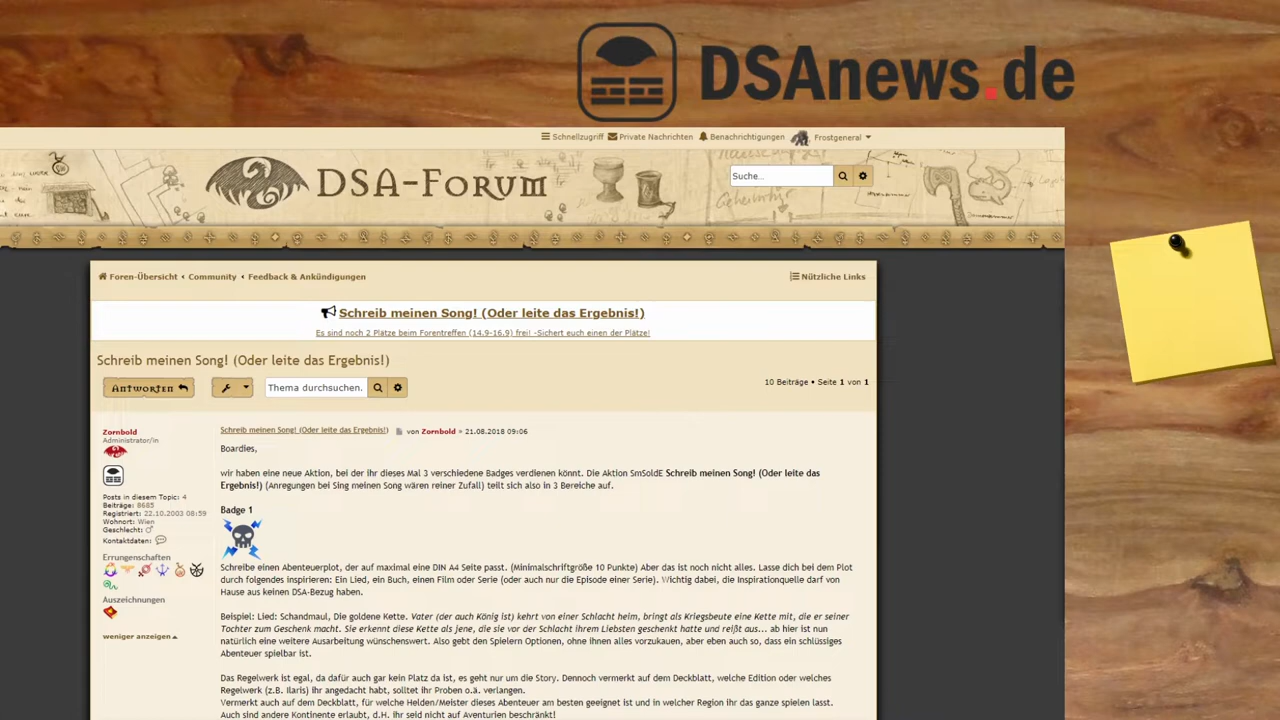 DSAnews.de
Schnellzugriff Private Nachrichten Benachrichtigungen Frostgeneral
DSA-Forum
Suche…
Foren-Übersicht ‹ Community ‹ Feedback & Ankündigungen
Nützliche Links
Schreib meinen Song! (Oder leite das Ergebnis!)
Es sind noch 2 Plätze beim Forentreffen (14.9-16.9) frei! -Sichert euch einen der Plätze!
Schreib meinen Song! (Oder leite das Ergebnis!)
Antworten
Thema durchsuchen.
10 Beiträge • Seite 1 von 1
Zornbold
Administrator/in
Posts in diesem Topic: 4
Beiträge: 8685
Registriert: 22.10.2003 08:59
Wohnort: Wien
Geschlecht:
Kontaktdaten:
Errungenschaften
Auszeichnungen
weniger anzeigen
Schreib meinen Song! (Oder leite das Ergebnis!) von Zornbold » 21.08.2018 09:06
Boardies,
wir haben eine neue Aktion, bei der ihr dieses Mal 3 verschiedene Badges verdienen könnt. Die Aktion SmSoldE Schreib meinen Song! (Oder leite das
Ergebnis!) (Anregungen bei Sing meinen Song wären reiner Zufall) teilt sich also in 3 Bereiche auf.
Badge 1
Schreibe einen Abenteuerplot, der auf maximal eine DIN A4 Seite passt. (Minimalschriftgröße 10 Punkte) Aber das ist noch nicht alles. Lasse dich bei dem Plot
durch folgendes inspirieren: Ein Lied, ein Buch, einen Film oder Serie (oder auch nur die Episode einer Serie). Wichtig dabei, die Inspirationquelle darf von
Hause aus keinen DSA-Bezug haben.
Beispiel: Lied: Schandmaul, Die goldene Kette. Vater (der auch König ist) kehrt von einer Schlacht heim, bringt als Kriegsbeute eine Kette mit, die er seiner
Tochter zum Geschenk macht. Sie erkennt diese Kette als jene, die sie vor der Schlacht ihrem Liebsten geschenkt hatte und reißt aus... ab hier ist nun
natürlich eine weitere Ausarbeitung wünschenswert. Also gebt den Spielern Optionen, ohne ihnen alles vorzukauen, aber eben auch so, dass ein schlüssiges
Abenteuer spielbar ist.
Das Regelwerk ist egal, da dafür auch gar kein Platz da ist, es geht nur um die Story. Dennoch vermerkt auf dem Deckblatt, welche Edition oder welches
Regelwerk (z.B. Ilaris) ihr angedacht habt, solltet ihr Proben o.ä. verlangen.
Vermerkt auch auf dem Deckblatt, für welche Helden/Meister dieses Abenteuer am besten geeignet ist und in welcher Region ihr das ganze spielen lasst.
Auch sind andere Kontinente erlaubt, d.H. ihr seid nicht auf Aventurien beschränkt!